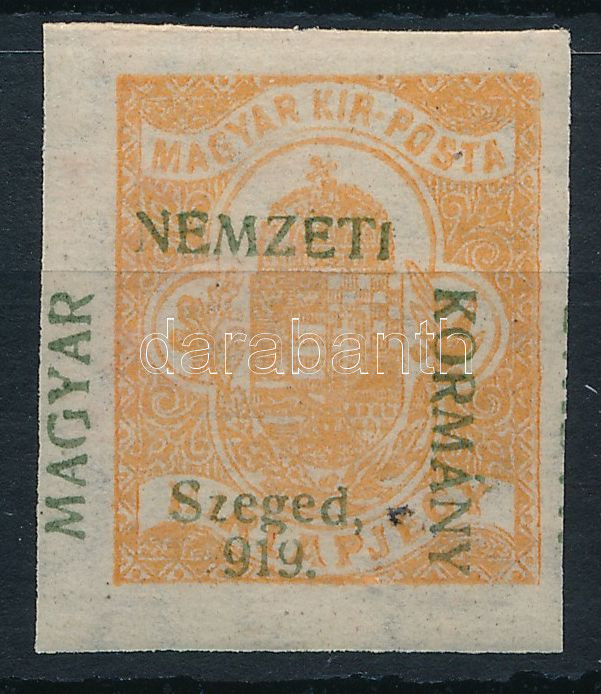 MAGYAR KIR-POSTA
NEMZETI
MAGYAR
KORMÁNY
darabanth
Szeged,
919.